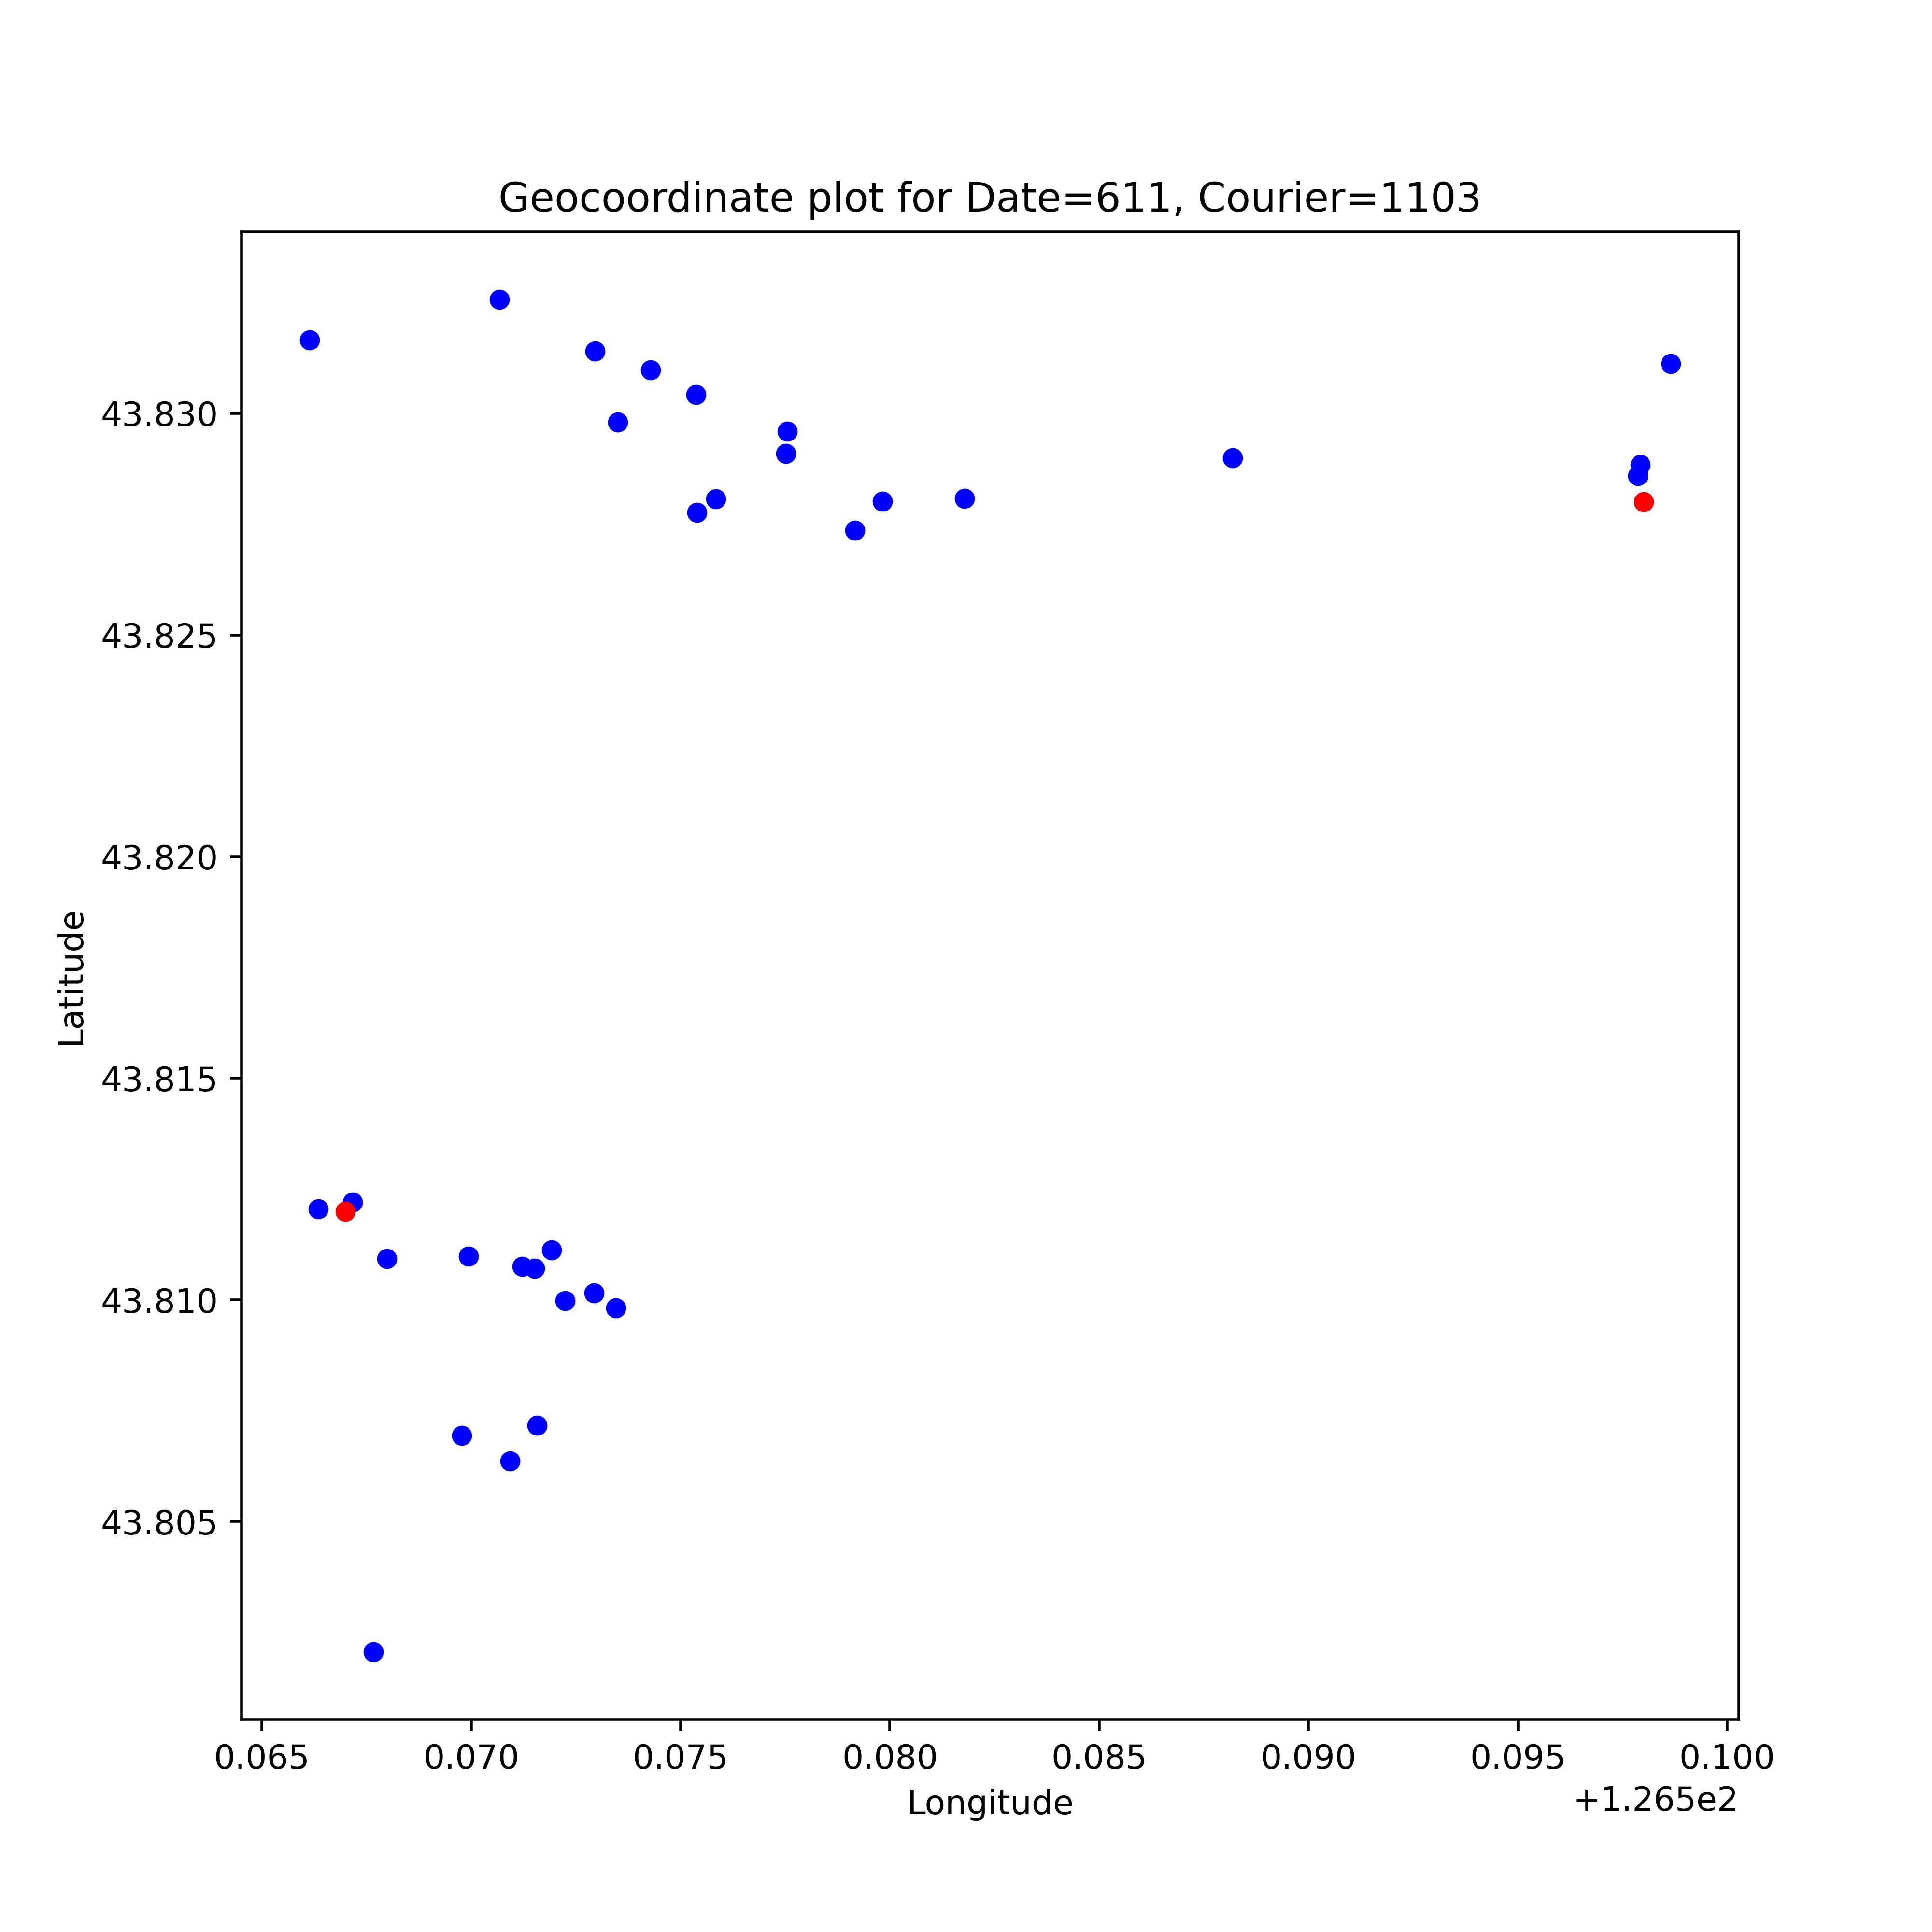 Geocoordinate plot for Date=611, Courier=1103
43.830
43.825
43.820
43.815
43.810
43.805
Latitude
0.065 0.070 0.075 0.080 0.085 0.090 0.095 0.100
Longitude
+1.265e2